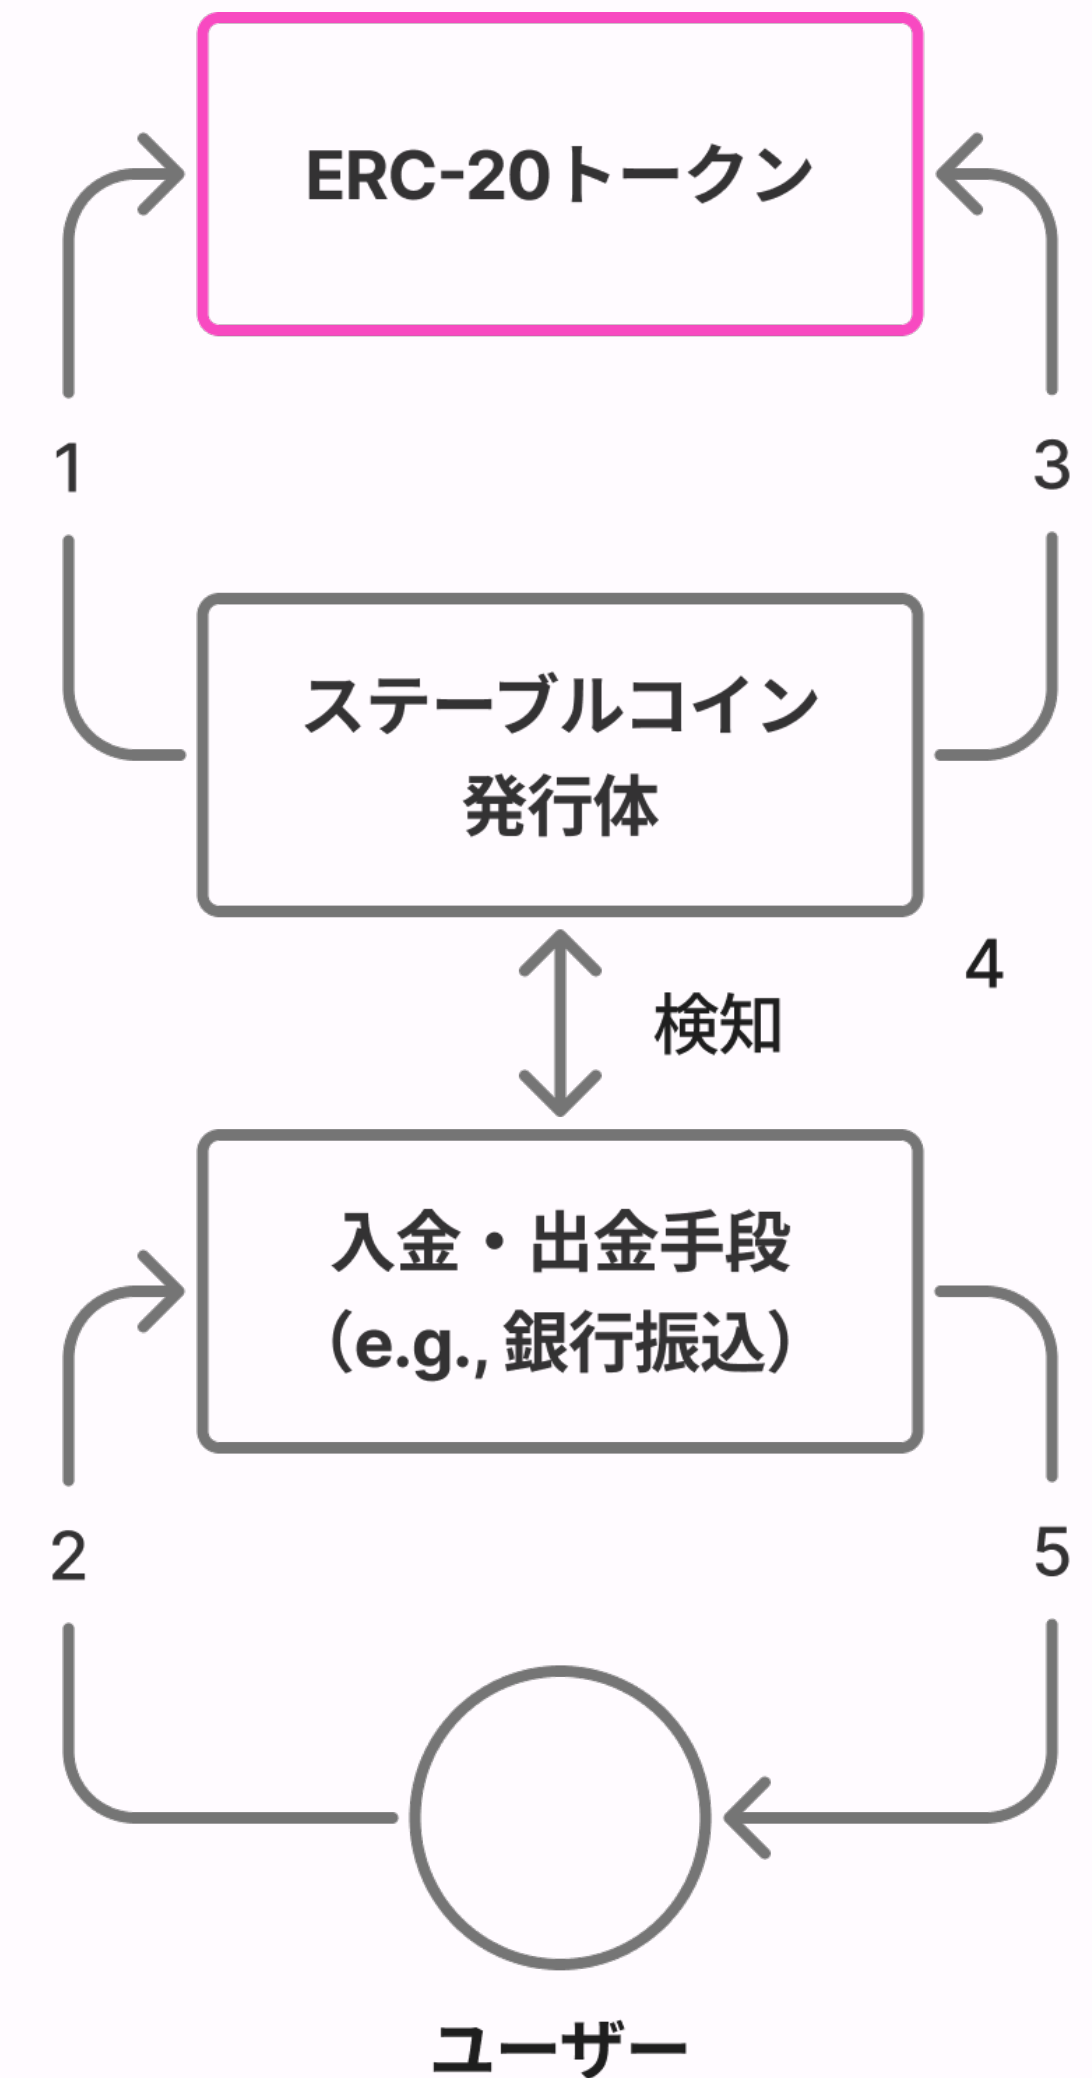 ERC-20トークン
1
3
ステーブルコイン
発行体
4
検知
入金・出金手段
（e.g., 銀行振込）
2
5
ユーザー